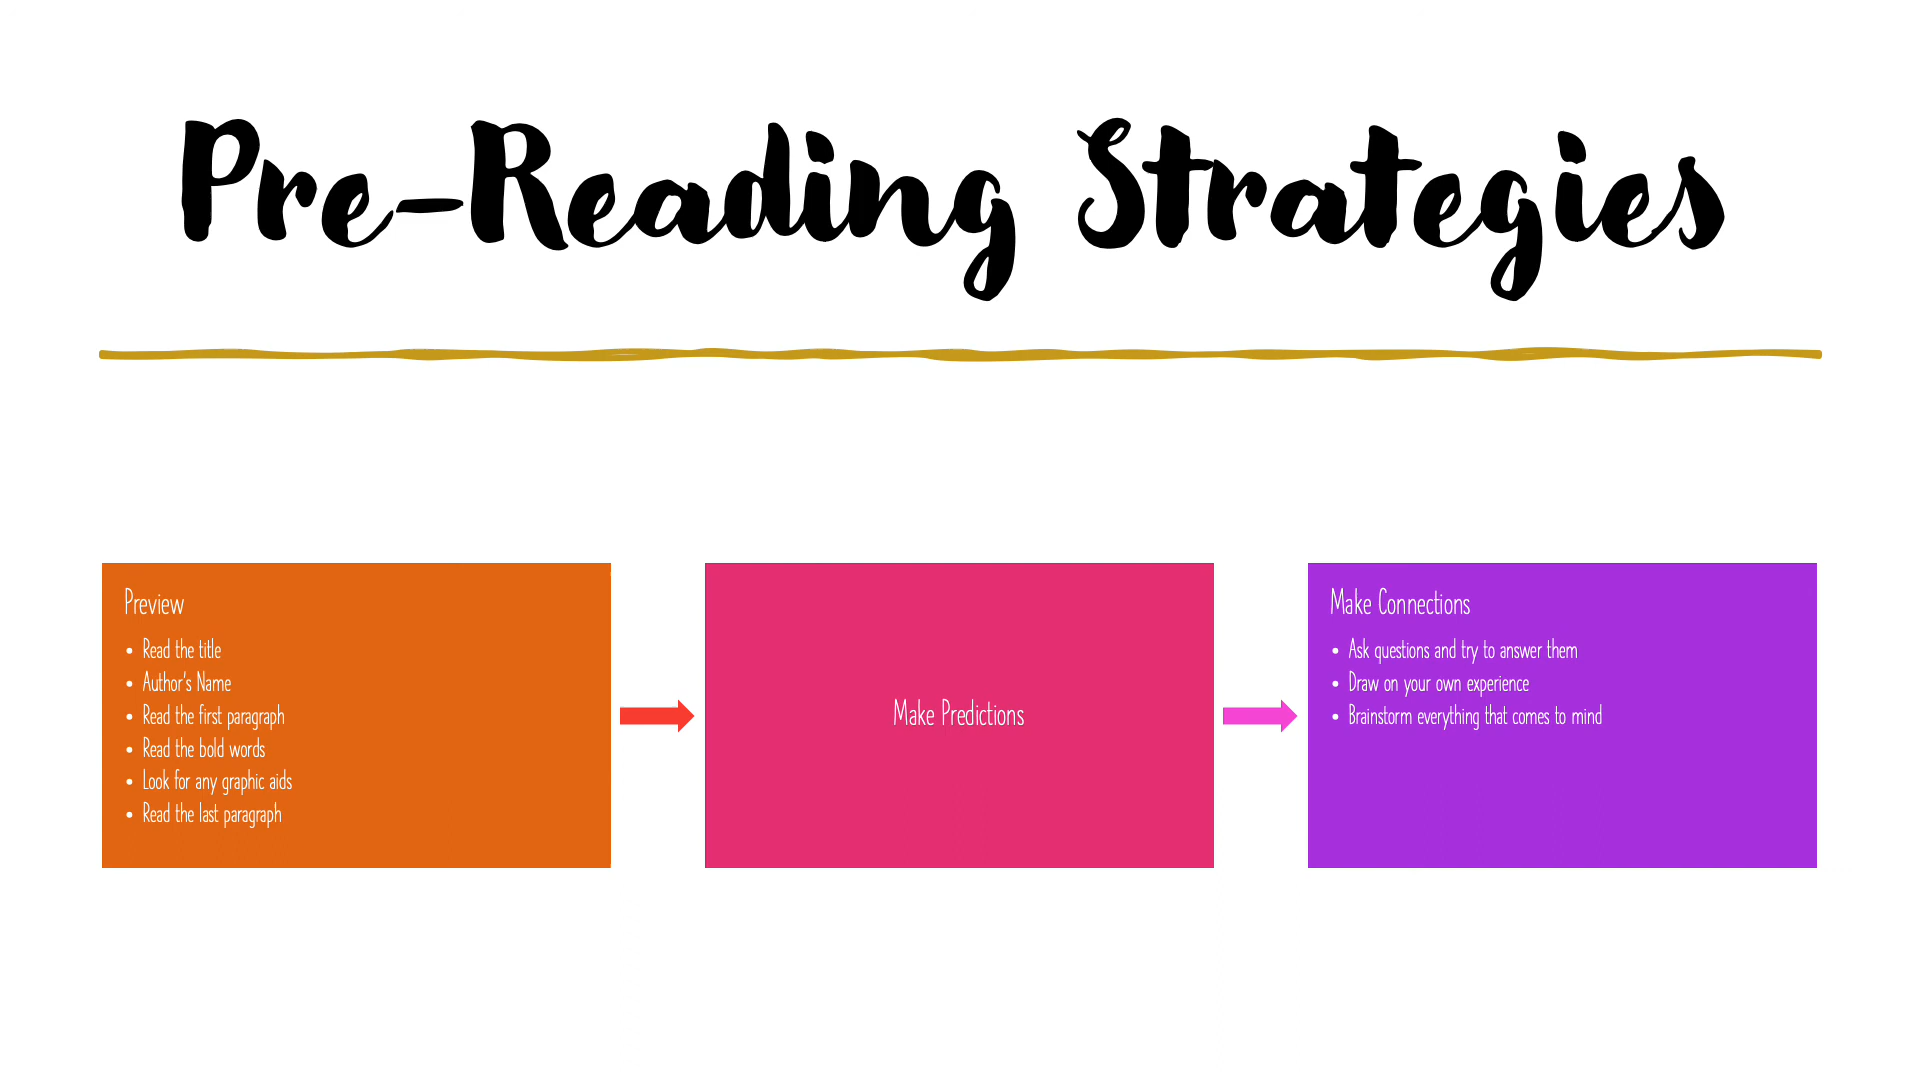 Pre-Reading Strategies
Preview
• Read the title
• Author's Name
• Read the first paragraph
• Read the bold words
• Look for any graphic aids
• Read the last paragraph
Make Predictions
Make Connections
• Ask questions and try to answer them
• Draw on your own experience
• Brainstorm everything that comes to mind